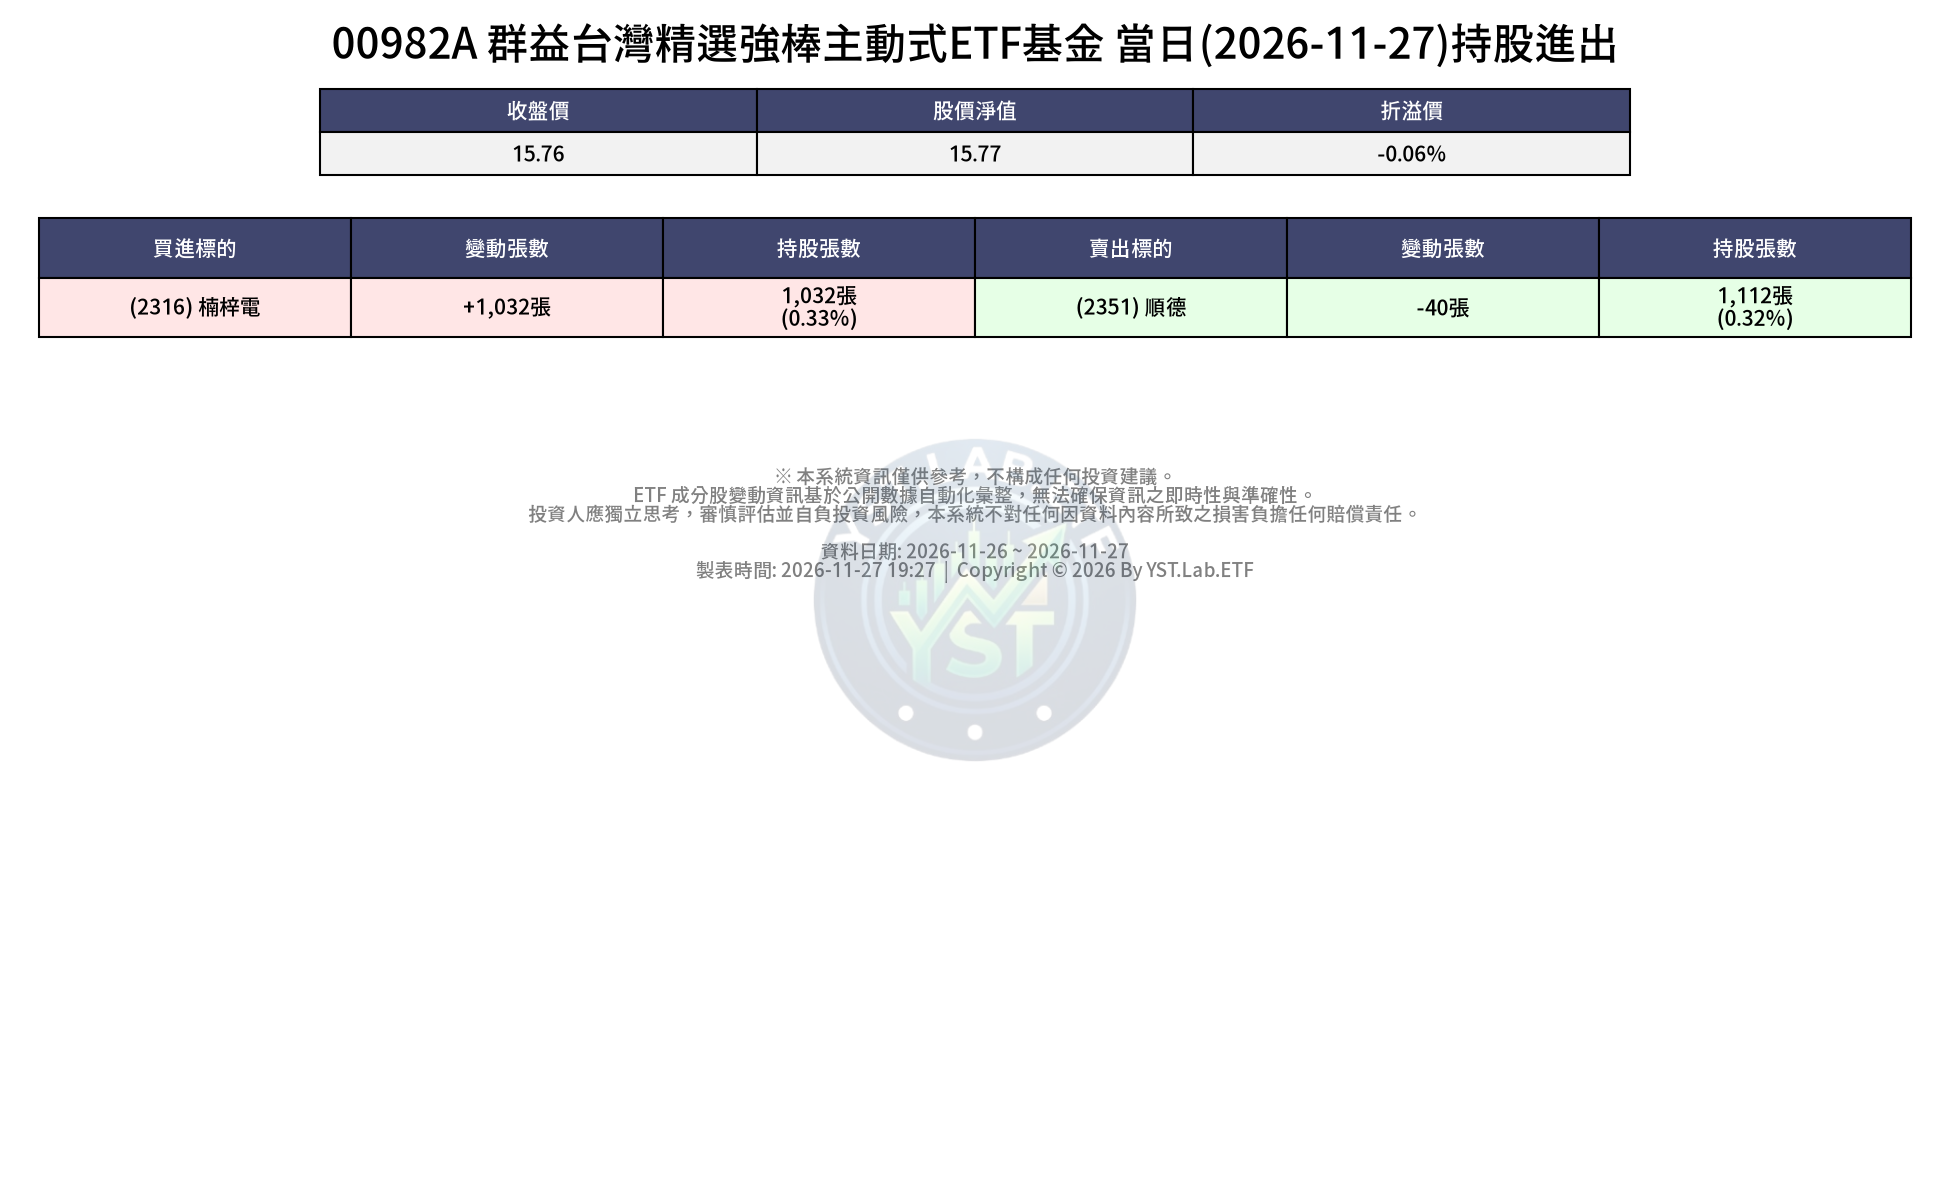 00982A 群益台灣精選強棒主動式ETF基金 當日(2026-11-27)持股進出
收盤價 股價淨值 折溢價
15.76 15.77 -0.06%
買進標的 變動張數 持股張數 賣出標的 變動張數 持股張數
(2316) 楠梓電 +1,032張 1,032張 (2351) 順德 -40張 1,112張
(0.33%) (0.32%)
※ 本系統資訊僅供參考，不構成任何投資建議。
ETF 成分股變動資訊基於公開數據自動化彙整，無法確保資訊之即時性與準確性。
投資人應獨立思考，審慎評估並自負投資風險，本系統不對任何因資料內容所致之損害負擔任何賠償責任。
資料日期: 2026-11-26 ~ 2026-11-27
製表時間: 2026-11-27 19:27 | Copyright © 2026 By YST.Lab.ETF
YST